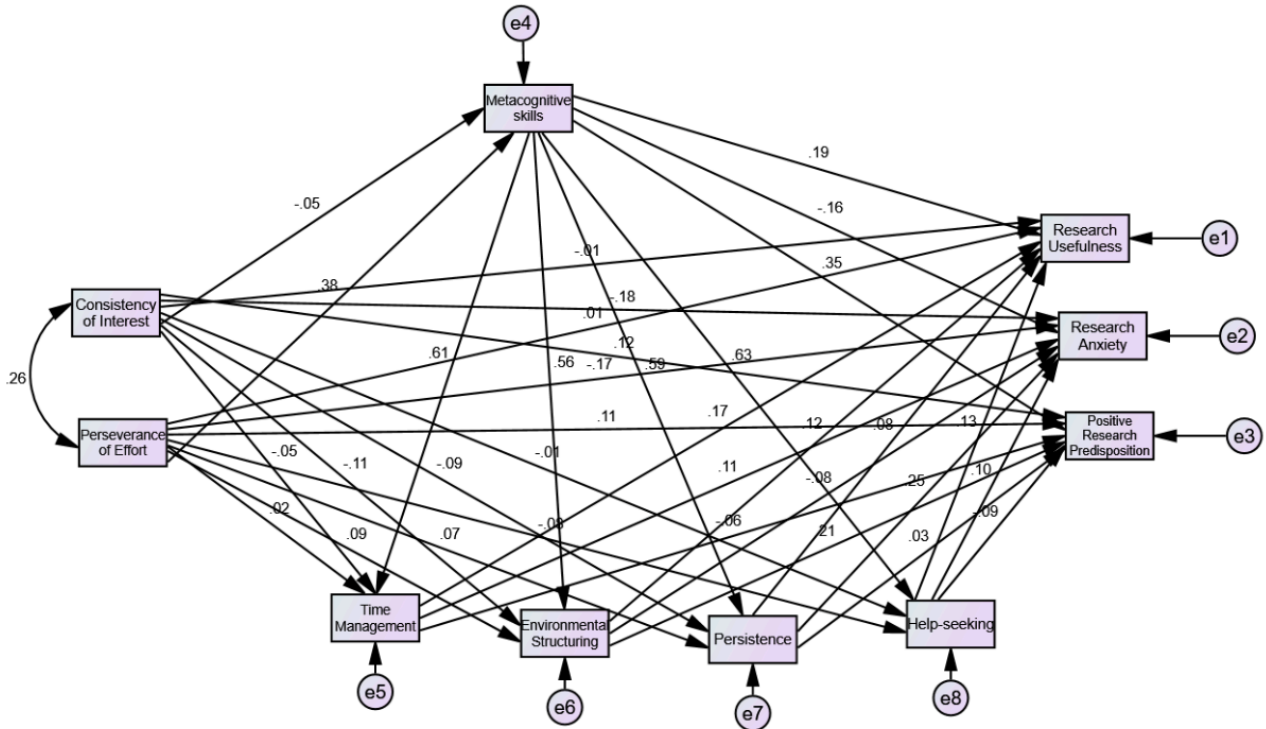 e4
Metacognitive
skills
.19
-.05
-.16
Research
Usefulness
e1
-.01
.35
.38
-.18
Consistency
of Interest
.01
Research
Anxiety
e2
.12
.61
.56
-.17
.59
.63
.26
.11
.17
.12
.08
.13
Positive
Research
Predisposition
e3
Perseverance
of Effort
-.05
-.11
-.09
-.01
.11
-.08
.25
.10
.02
.09
.07
-.08
-.06
.21
.03
-.09
Time
Management
Environmental
Structuring
Persistence
Help-seeking
e5
e6
e7
e8